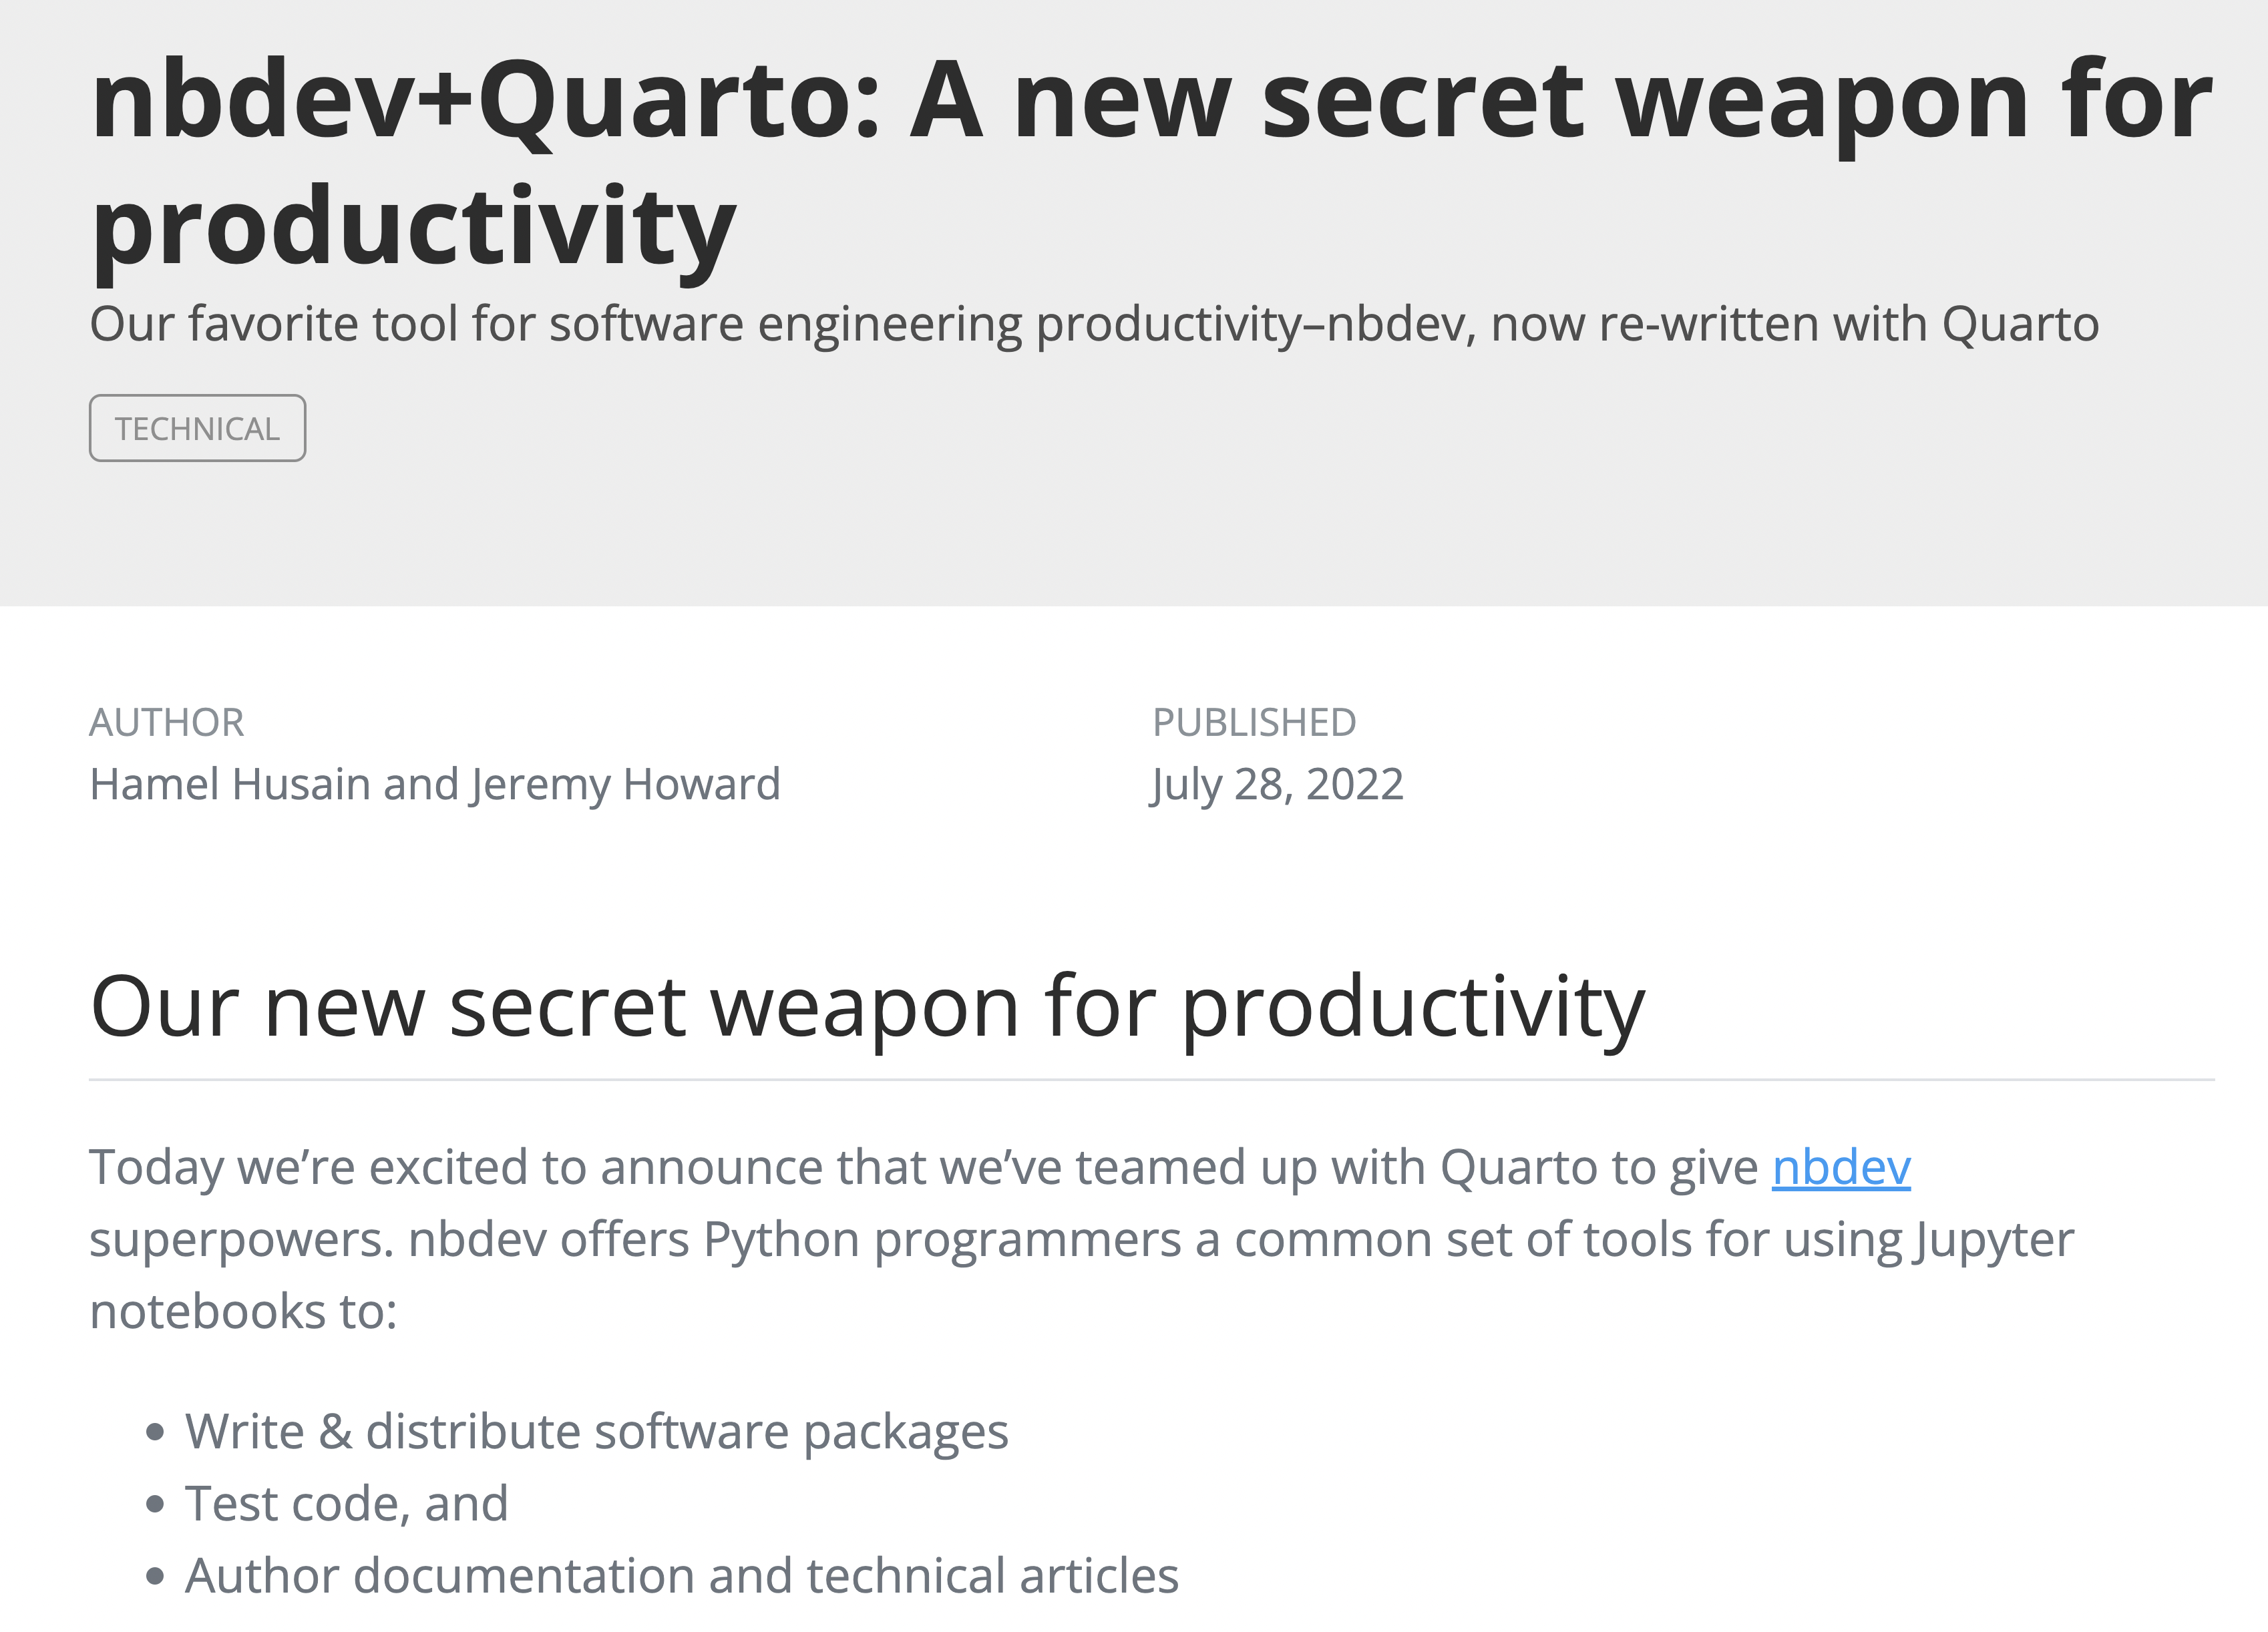 nbdev+Quarto: A new secret weapon for
productivity
Our favorite tool for software engineering productivity–nbdev, now re-written with Quarto
TECHNICAL
AUTHOR
Hamel Husain and Jeremy Howard
PUBLISHED
July 28, 2022
Our new secret weapon for productivity
Today we’re excited to announce that we’ve teamed up with Quarto to give nbdev
superpowers. nbdev offers Python programmers a common set of tools for using Jupyter
notebooks to:
• Write & distribute software packages
• Test code, and
• Author documentation and technical articles